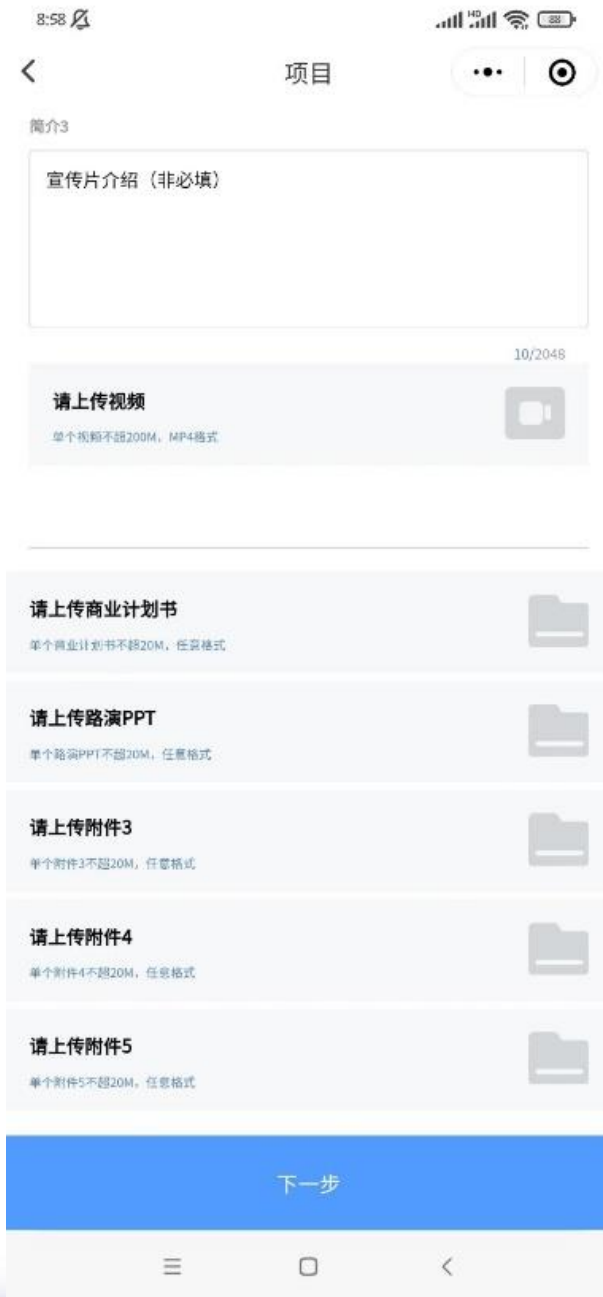 8:58
HD
88
项目
简介3
宣传片介绍（非必填）
10/2048
请上传视频
单个视频不超200M，MP4格式
请上传商业计划书
单个商业计划书不超20M，任意格式
请上传路演PPT
单个路演PPT不超20M，任意格式
请上传附件3
单个附件3不超20M，任意格式
请上传附件4
单个附件4不超20M，任意格式
请上传附件5
单个附件5不超20M，任意格式
下一步